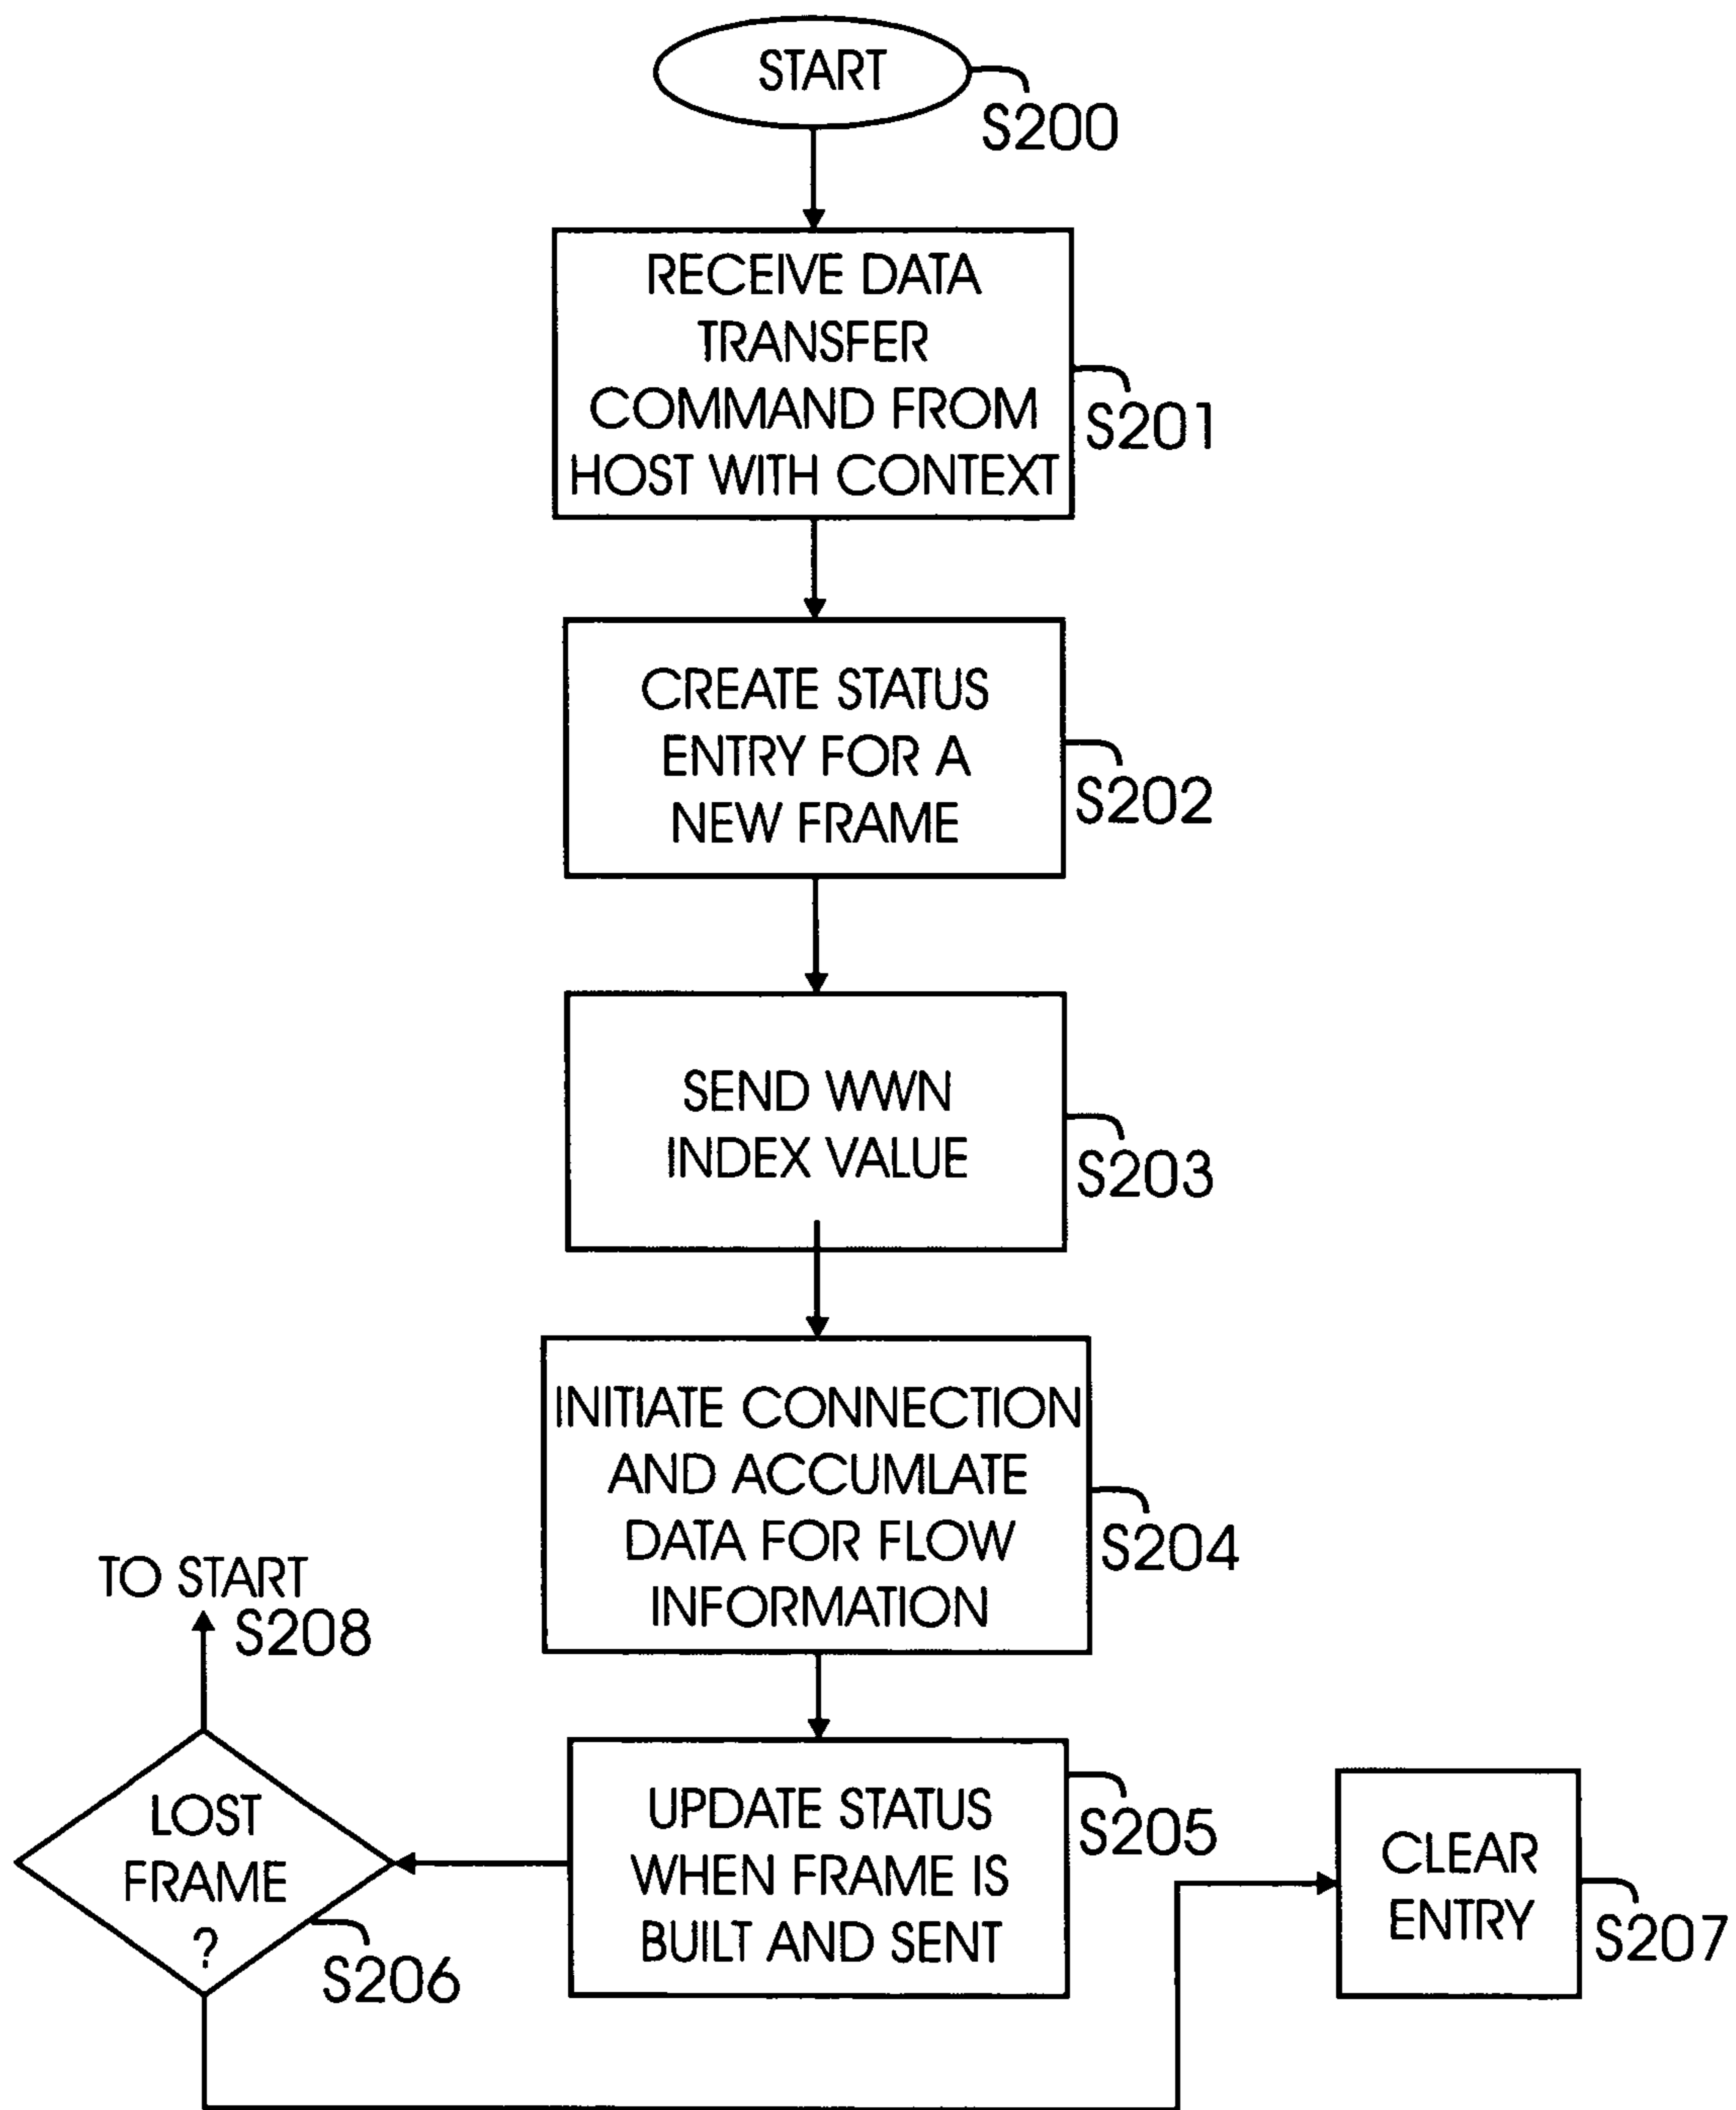 START
S200
RECEIVE DATA
TRANSFER
COMMAND FROM
HOST WITH CONTEXT
S201
CREATE STATUS
ENTRY FOR A
NEW FRAME
S202
SEND WWN
INDEX VALUE
S203
INITIATE CONNECTION
AND ACCUMLATE
DATA FOR FLOW
INFORMATION
S204
TO START
S208
UPDATE STATUS
WHEN FRAME IS
BUILT AND SENT
S205
LOST
FRAME
?
S206
CLEAR
ENTRY
S207